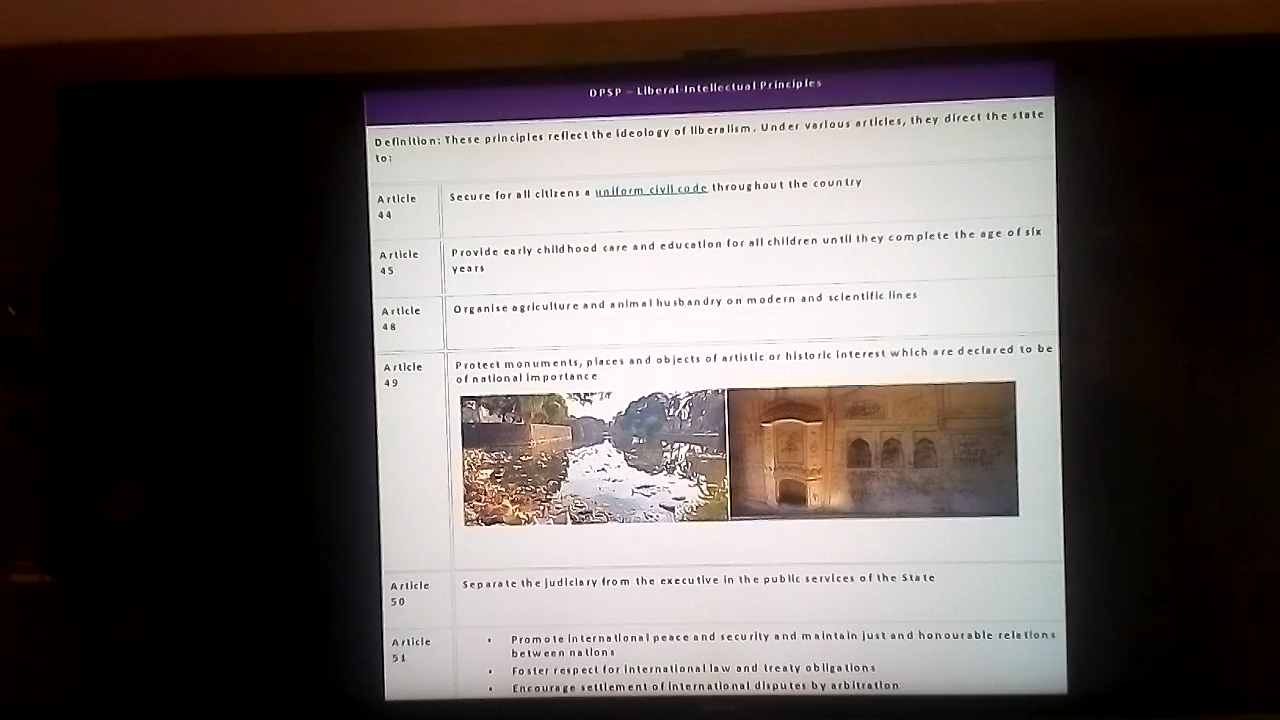 DPSP – Liberal-Intellectual Principles
Definition: These principles reflect the ideology of liberalism. Under various articles, they direct the state
to:
Article
44
Secure for all citizens a uniform civil code throughout the country
Article
45
Provide early childhood care and education for all children until they complete the age of six
years
Article
48
Organise agriculture and animal husbandry on modern and scientific lines
Article
49
Protect monuments, places and objects of artistic or historic interest which are declared to be
of national importance
Article
50
Separate the judiciary from the executive in the public services of the State
Article
51
• Promote international peace and security and maintain just and honourable relations
between nations
• Foster respect for international law and treaty obligations
• Encourage settlement of international disputes by arbitration